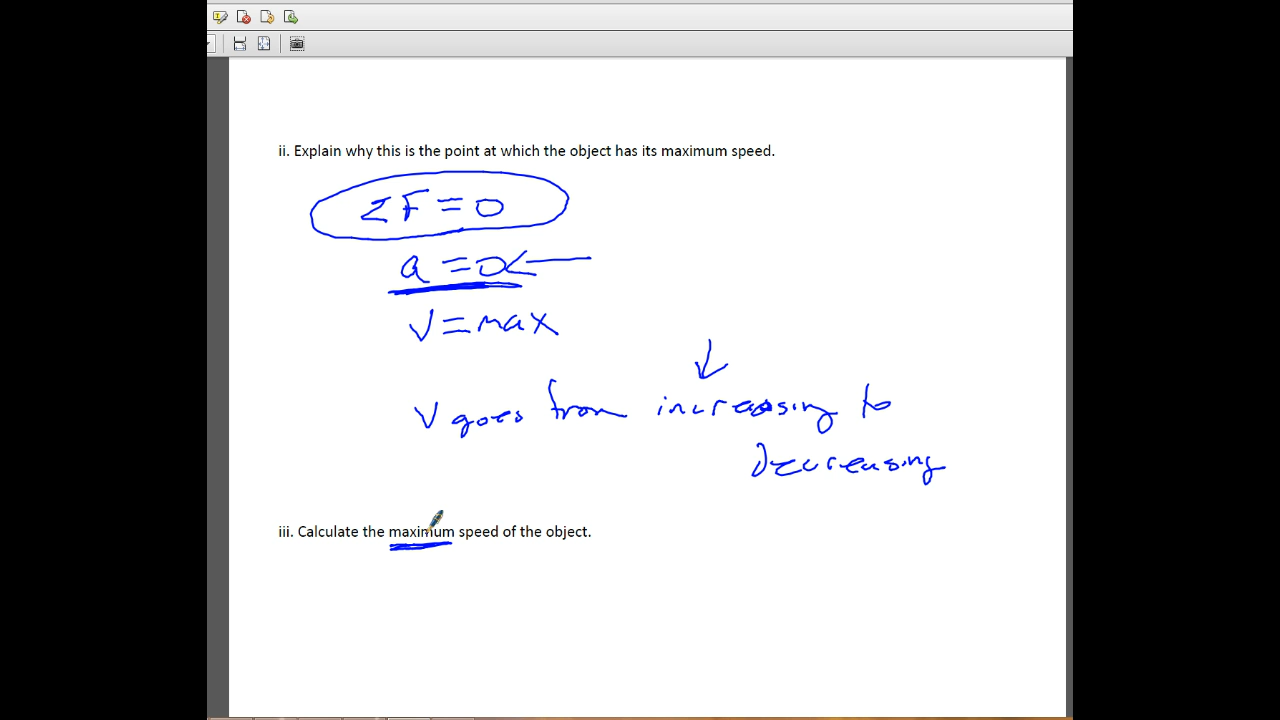 ii. Explain why this is the point at which the object has its maximum speed.
ΣF = 0
a = 0 ←
v = max
↓
v goes from increasing to
Decreasing
iii. Calculate the maximum speed of the object.